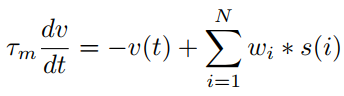 τ_m dv/dt = −v(t) + ∑_{i=1}^{N} w_i * s(i)